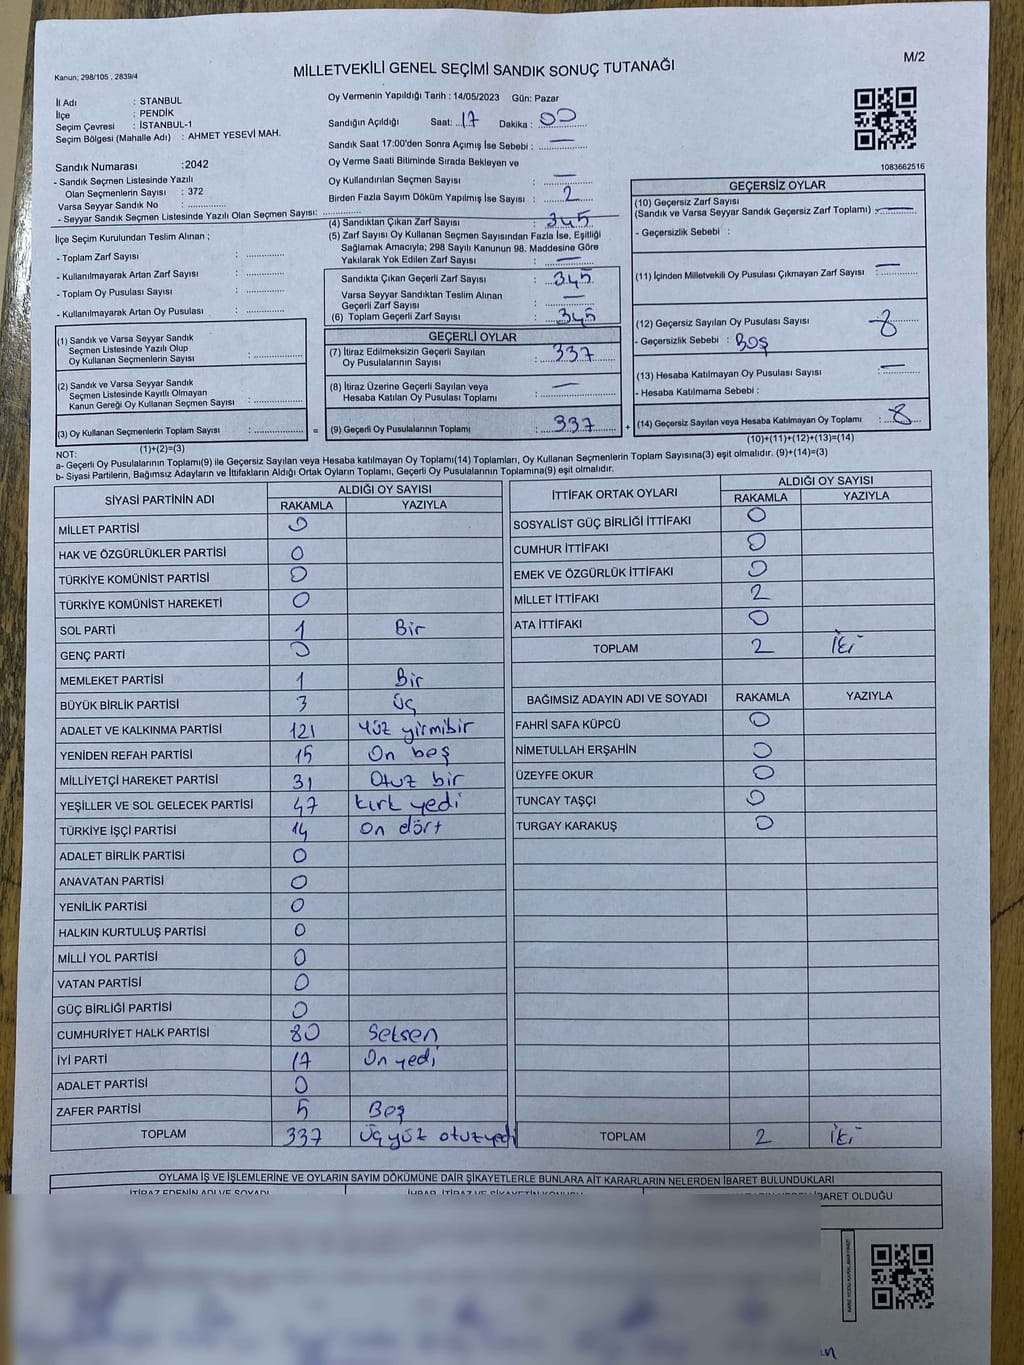 M/2
Kanun; 298/105 , 2839/4
MİLLETVEKİLİ GENEL SEÇİMİ SANDIK SONUÇ TUTANAĞI
İl Adı : STANBUL
İlçe : PENDİK
Seçim Çevresi : İSTANBUL-1
Seçim Bölgesi (Mahalle Adı) : AHMET YESEVİ MAH.
Sandık Numarası :2042
- Sandık Seçmen Listesinde Yazılı
Olan Seçmenlerin Sayısı : 372
Varsa Seyyar Sandık No :
- Seyyar Sandık Seçmen Listesinde Yazılı Olan Seçmen Sayısı:
İlçe Seçim Kurulundan Teslim Alınan ;
- Toplam Zarf Sayısı :
- Kullanılmayarak Artan Zarf Sayısı :
- Toplam Oy Pusulası Sayısı :
- Kullanılmayarak Artan Oy Pusulası :
(1) Sandık ve Varsa Seyyar Sandık
Seçmen Listesinde Yazılı Olup
Oy Kullanan Seçmenlerin Sayısı :
(2) Sandık ve Varsa Seyyar Sandık
Seçmen Listesinde Kayıtlı Olmayan
Kanun Gereği Oy Kullanan Seçmen Sayısı :
(3) Oy Kullanan Seçmenlerin Toplam Sayısı :
(1)+(2)=(3)
Oy Vermenin Yapıldığı Tarih : 14/05/2023 Gün: Pazar
Sandığın Açıldığı Saat: 17 Dakika : 00
Sandık Saat 17:00'den Sonra Açımış İse Sebebi : —
Oy Verme Saati Bitiminde Sırada Bekleyen ve
Oy Kullandırılan Seçmen Sayısı : —
Birden Fazla Sayım Döküm Yapılmış İse Sayısı : 2
(4) Sandıktan Çıkan Zarf Sayısı : 345
(5) Zarf Sayısı Oy Kullanan Seçmen Sayısından Fazla İse, Eşitliği
Sağlamak Amacıyla; 298 Sayılı Kanunun 98. Maddesine Göre
Yakılarak Yok Edilen Zarf Sayısı : —
Sandıkta Çıkan Geçerli Zarf Sayısı : 345
Varsa Seyyar Sandıktan Teslim Alınan
Geçerli Zarf Sayısı : —
(6) Toplam Geçerli Zarf Sayısı : 345
GEÇERLİ OYLAR
(7) İtiraz Edilmeksizin Geçerli Sayılan
Oy Pusulalarının Sayısı : 337
(8) İtiraz Üzerine Geçerli Sayılan veya
Hesaba Katılan Oy Pusulası Toplamı : —
= (9) Geçerli Oy Pusulalarının Toplamı : 337 +
1083662516
GEÇERSİZ OYLAR
(10) Geçersiz Zarf Sayısı
(Sandık ve Varsa Seyyar Sandık Geçersiz Zarf Toplamı) : —
- Geçersizlik Sebebi :
(11) İçinden Milletvekili Oy Pusulası Çıkmayan Zarf Sayısı : —
(12) Geçersiz Sayılan Oy Pusulası Sayısı : 8
- Geçersizlik Sebebi : Boş
(13) Hesaba Katılmayan Oy Pusulası Sayısı : —
- Hesaba Katılmama Sebebi :
(14) Geçersiz Sayılan veya Hesaba Katılmayan Oy Toplamı : 8
(10)+(11)+(12)+(13)=(14)
NOT:
a- Geçerli Oy Pusulalarının Toplamı(9) ile Geçersiz Sayılan veya Hesaba Katılmayan Oy Toplamı(14) Toplamları, Oy Kullanan Seçmenlerin Toplam Sayısına(3) eşit olmalıdır. (9)+(14)=(3)
b- Siyasi Partilerin, Bağımsız Adayların ve İttifakların Aldığı Ortak Oyların Toplamı, Geçerli Oy Pusulalarının Toplamına(9) eşit olmalıdır.
SİYASİ PARTİNİN ADI ALDIĞI OY SAYISI
RAKAMLA YAZIYLA
MİLLET PARTİSİ 0
HAK VE ÖZGÜRLÜKLER PARTİSİ 0
TÜRKİYE KOMÜNİST PARTİSİ 0
TÜRKİYE KOMÜNİST HAREKETİ 0
SOL PARTİ 1 Bir
GENÇ PARTİ 0
MEMLEKET PARTİSİ 1 Bir
BÜYÜK BİRLİK PARTİSİ 3 Üç
ADALET VE KALKINMA PARTİSİ 121 Yüz yirmibir
YENİDEN REFAH PARTİSİ 15 On beş
MİLLİYETÇİ HAREKET PARTİSİ 31 Otuz bir
YEŞİLLER VE SOL GELECEK PARTİSİ 47 kırk yedi
TÜRKİYE İŞÇİ PARTİSİ 14 On dört
ADALET BİRLİK PARTİSİ 0
ANAVATAN PARTİSİ 0
YENİLİK PARTİSİ 0
HALKIN KURTULUŞ PARTİSİ 0
MİLLİ YOL PARTİSİ 0
VATAN PARTİSİ 0
GÜÇ BİRLİĞİ PARTİSİ 0
CUMHURİYET HALK PARTİSİ 80 Seksen
İYİ PARTİ 17 On yedi
ADALET PARTİSİ 0
ZAFER PARTİSİ 5 Beş
TOPLAM 337 Üçyüz otuzyedi
İTTİFAK ORTAK OYLARI ALDIĞI OY SAYISI
RAKAMLA YAZIYLA
SOSYALİST GÜÇ BİRLİĞİ İTTİFAKI 0
CUMHUR İTTİFAKI 0
EMEK VE ÖZGÜRLÜK İTTİFAKI 0
MİLLET İTTİFAKI 2
ATA İTTİFAKI 0
TOPLAM 2 İki
BAĞIMSIZ ADAYIN ADI VE SOYADI RAKAMLA YAZIYLA
FAHRİ SAFA KÜPCÜ 0
NİMETULLAH ERŞAHİN 0
ÜZEYFE OKUR 0
TUNCAY TAŞÇI 0
TURGAY KARAKUŞ 0
TOPLAM 2 İki
OYLAMA İŞ VE İŞLEMLERİNE VE OYLARIN SAYIM DÖKÜMÜNE DAİR ŞİKAYETLERLE BUNLARA AİT KARARLARIN NELERDEN İBARET BULUNDUKLARI
İTİRAZ EDENİN ADI VE SOYADI İHBAR, İTİRAZ VE ŞİKAYETİN KONUSU İBARET OLDUĞU